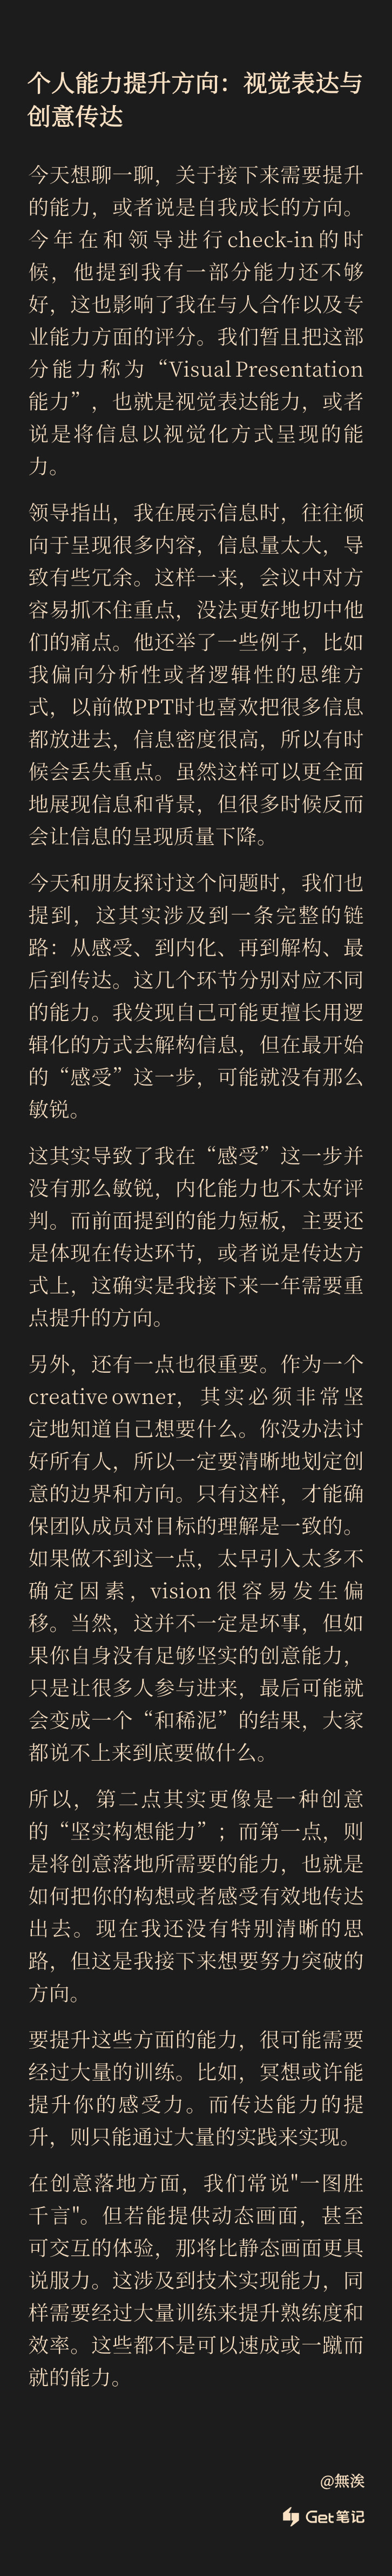 个人能力提升方向：视觉表达与
创意传达
今天想聊一聊，关于接下来需要提升
的能力，或者说是自我成长的方向。
今年在和领导进行check-in的时
候，他提到我有一部分能力还不够
好，这也影响了我在与人合作以及专
业能力方面的评分。我们暂且把这部
分能力称为“Visual Presentation
能力”，也就是视觉表达能力，或者
说是将信息以视觉化方式呈现的能
力。
领导指出，我在展示信息时，往往倾
向于呈现很多内容，信息量太大，导
致有些冗余。这样一来，会议中对方
容易抓不住重点，没法更好地切中他
们的痛点。他还举了一些例子，比如
我偏向分析性或者逻辑性的思维方
式，以前做PPT时也喜欢把很多信息
都放进去，信息密度很高，所以有时
候会丢失重点。虽然这样可以更全面
地展现信息和背景，但很多时候反而
会让信息的呈现质量下降。
今天和朋友探讨这个问题时，我们也
提到，这其实涉及到一条完整的链
路：从感受、到内化、再到解构、最
后到传达。这几个环节分别对应不同
的能力。我发现自己可能更擅长用逻
辑化的方式去解构信息，但在最开始
的“感受”这一步，可能就没有那么
敏锐。
这其实导致了我在“感受”这一步并
没有那么敏锐，内化能力也不太好评
判。而前面提到的能力短板，主要还
是体现在传达环节，或者说是传达方
式上，这确实是我接下来一年需要重
点提升的方向。
另外，还有一点也很重要。作为一个
creative owner，其实必须非常坚
定地知道自己想要什么。你没办法讨
好所有人，所以一定要清晰地划定创
意的边界和方向。只有这样，才能确
保团队成员对目标的理解是一致的。
如果做不到这一点，太早引入太多不
确定因素，vision很容易发生偏
移。当然，这并不一定是坏事，但如
果你自身没有足够坚实的创意能力，
只是让很多人参与进来，最后可能就
会变成一个“和稀泥”的结果，大家
都说不上来到底要做什么。
所以，第二点其实更像是一种创意
的“坚实构想能力”；而第一点，则
是将创意落地所需要的能力，也就是
如何把你的构想或者感受有效地传达
出去。现在我还没有特别清晰的思
路，但这是我接下来想要努力突破的
方向。
要提升这些方面的能力，很可能需要
经过大量的训练。比如，冥想或许能
提升你的感受力。而传达能力的提
升，则只能通过大量的实践来实现。
在创意落地方面，我们常说"一图胜
千言"。但若能提供动态画面，甚至
可交互的体验，那将比静态画面更具
说服力。这涉及到技术实现能力，同
样需要经过大量训练来提升熟练度和
效率。这些都不是可以速成或一蹴而
就的能力。
@無涘
Get笔记